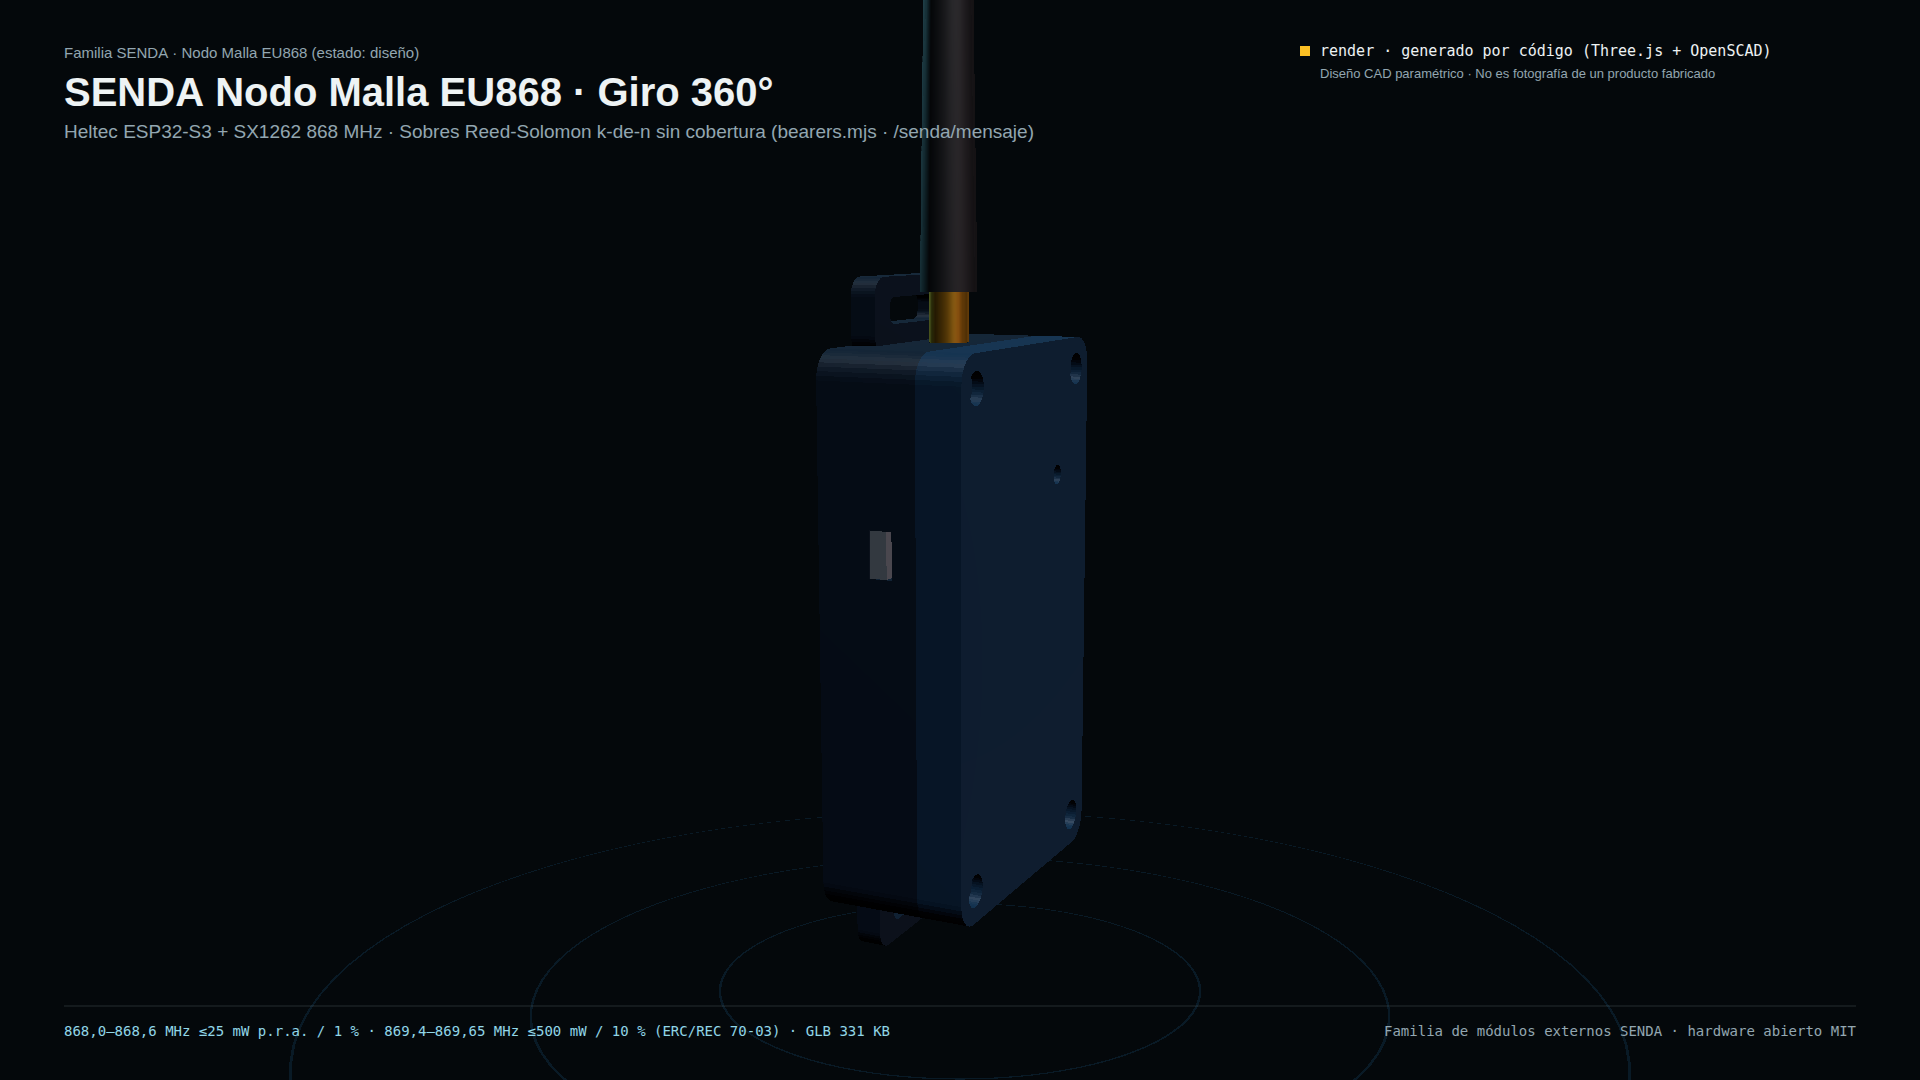 Familia SENDA · Nodo Malla EU868 (estado: diseño)
SENDA Nodo Malla EU868 · Giro 360°
Heltec ESP32-S3 + SX1262 868 MHz · Sobres Reed-Solomon k-de-n sin cobertura (bearers.mjs · /senda/mensaje)
render · generado por código (Three.js + OpenSCAD)
Diseño CAD paramétrico · No es fotografía de un producto fabricado
868,0–868,6 MHz ≤25 mW p.r.a. / 1 % · 869,4–869,65 MHz ≤500 mW / 10 % (ERC/REC 70-03) · GLB 331 KB
Familia de módulos externos SENDA · hardware abierto MIT